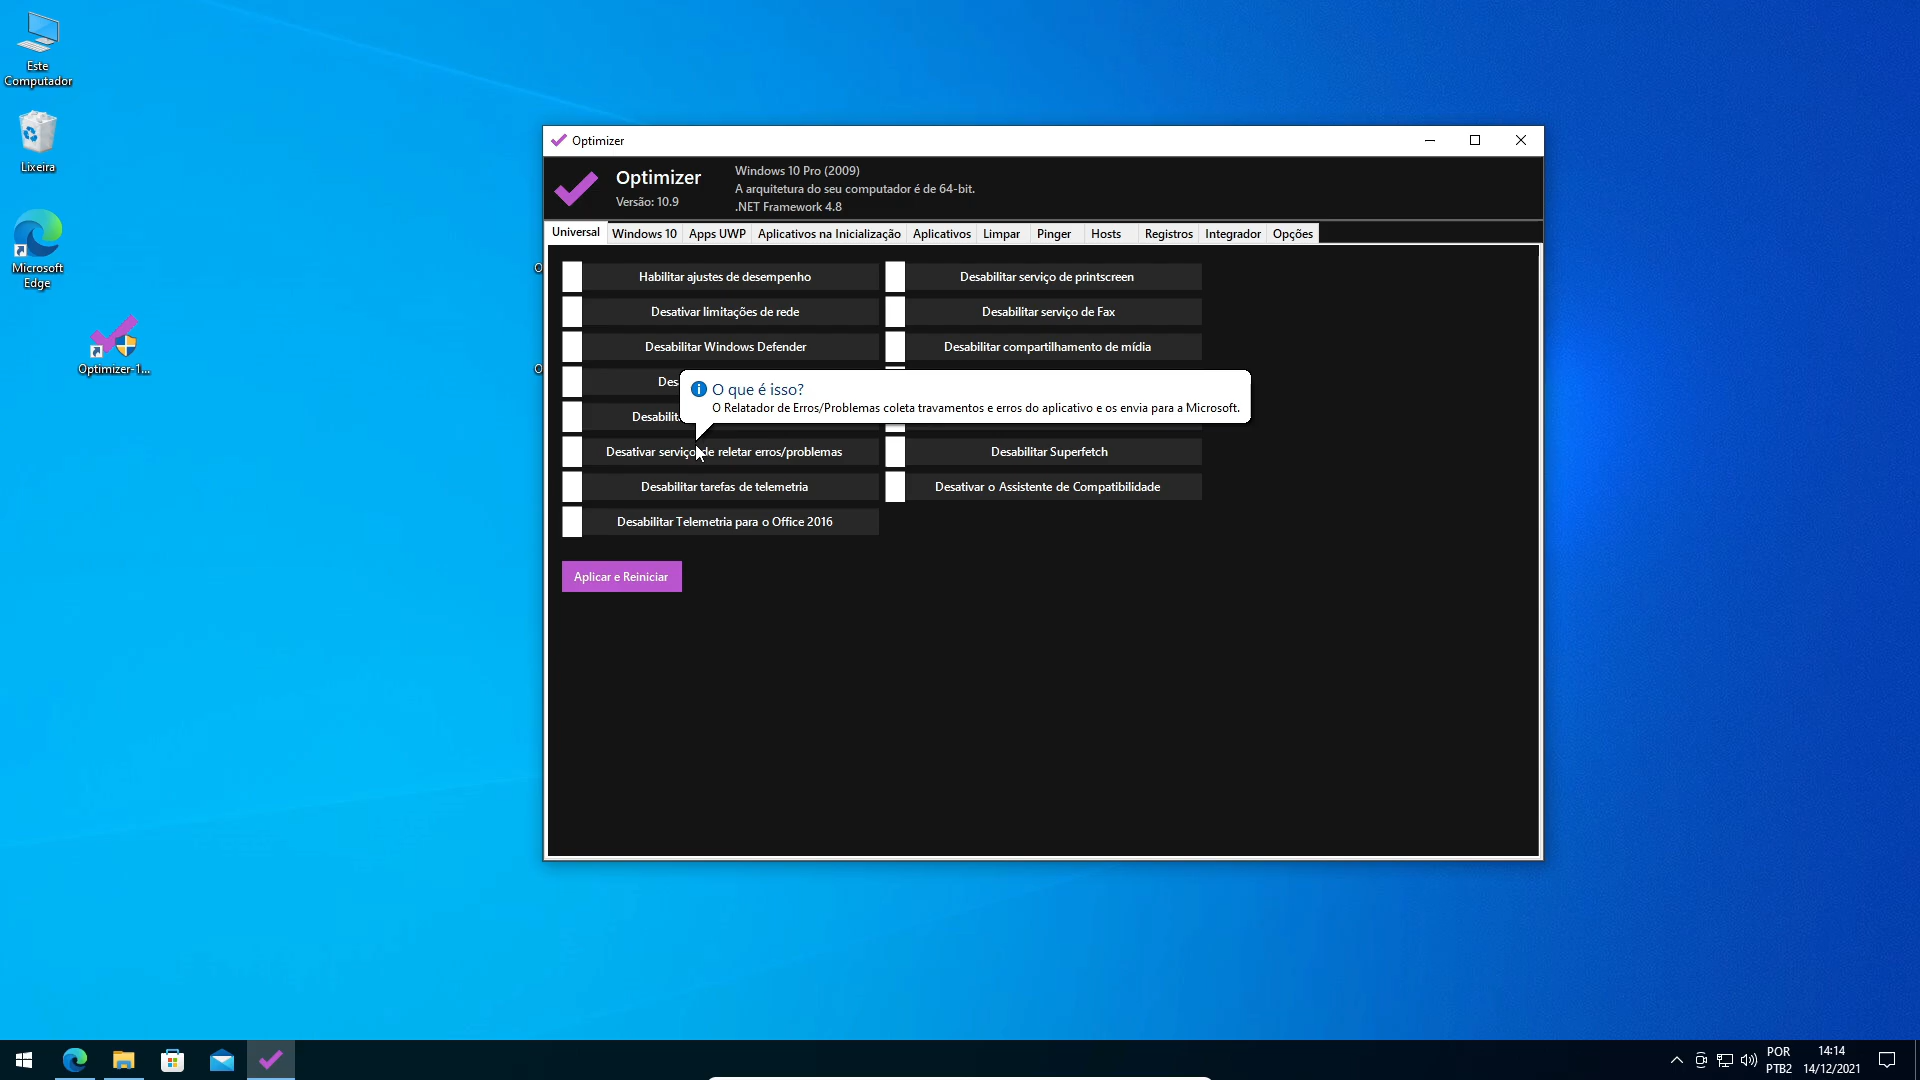 Este
Computador
Lixeira
Microsoft
Edge
Optimizer-1...
Optimizer
Optimizer
Versão: 10.9
Windows 10 Pro (2009)
A arquitetura do seu computador é de 64-bit.
.NET Framework 4.8
Universal Windows 10 Apps UWP Aplicativos na Inicialização Aplicativos Limpar Pinger Hosts Registros Integrador Opções
Habilitar ajustes de desempenho
Desabilitar serviço de printscreen
Desativar limitações de rede
Desabilitar serviço de Fax
Desabilitar Windows Defender
Desabilitar compartilhamento de mídia
O que é isso?
O Relatador de Erros/Problemas coleta travamentos e erros do aplicativo e os envia para a Microsoft.
Desativar serviço de reletar erros/problemas
Desabilitar Superfetch
Desabilitar tarefas de telemetria
Desativar o Assistente de Compatibilidade
Desabilitar Telemetria para o Office 2016
Aplicar e Reiniciar
POR
PTB2
14:14
14/12/2021